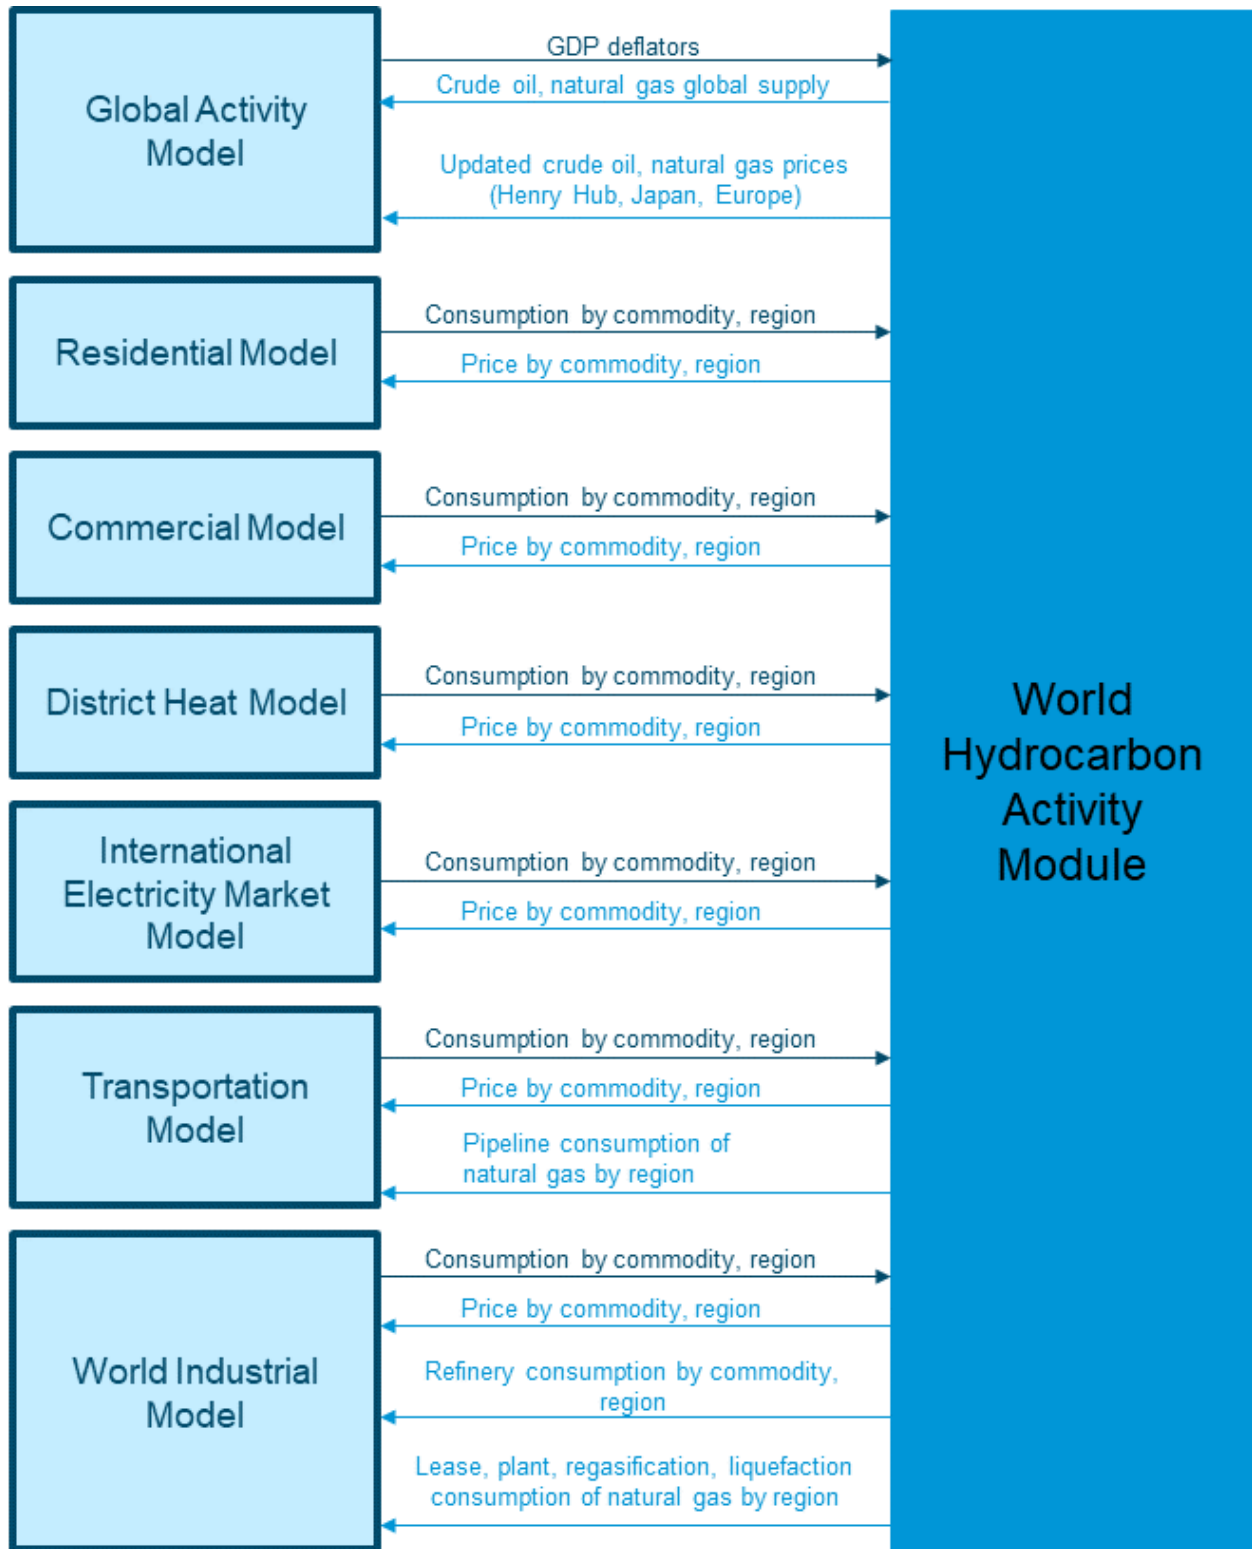 Global Activity
Model
GDP deflators
Crude oil, natural gas global supply
Updated crude oil, natural gas prices
(Henry Hub, Japan, Europe)
Residential Model
Consumption by commodity, region
Price by commodity, region
Commercial Model
Consumption by commodity, region
Price by commodity, region
District Heat Model
Consumption by commodity, region
Price by commodity, region
International
Electricity Market
Model
Consumption by commodity, region
Price by commodity, region
Transportation
Model
Consumption by commodity, region
Price by commodity, region
Pipeline consumption of
natural gas by region
World Industrial
Model
Consumption by commodity, region
Price by commodity, region
Refinery consumption by commodity,
region
Lease, plant, regasification, liquefaction
consumption of natural gas by region
World
Hydrocarbon
Activity
Module